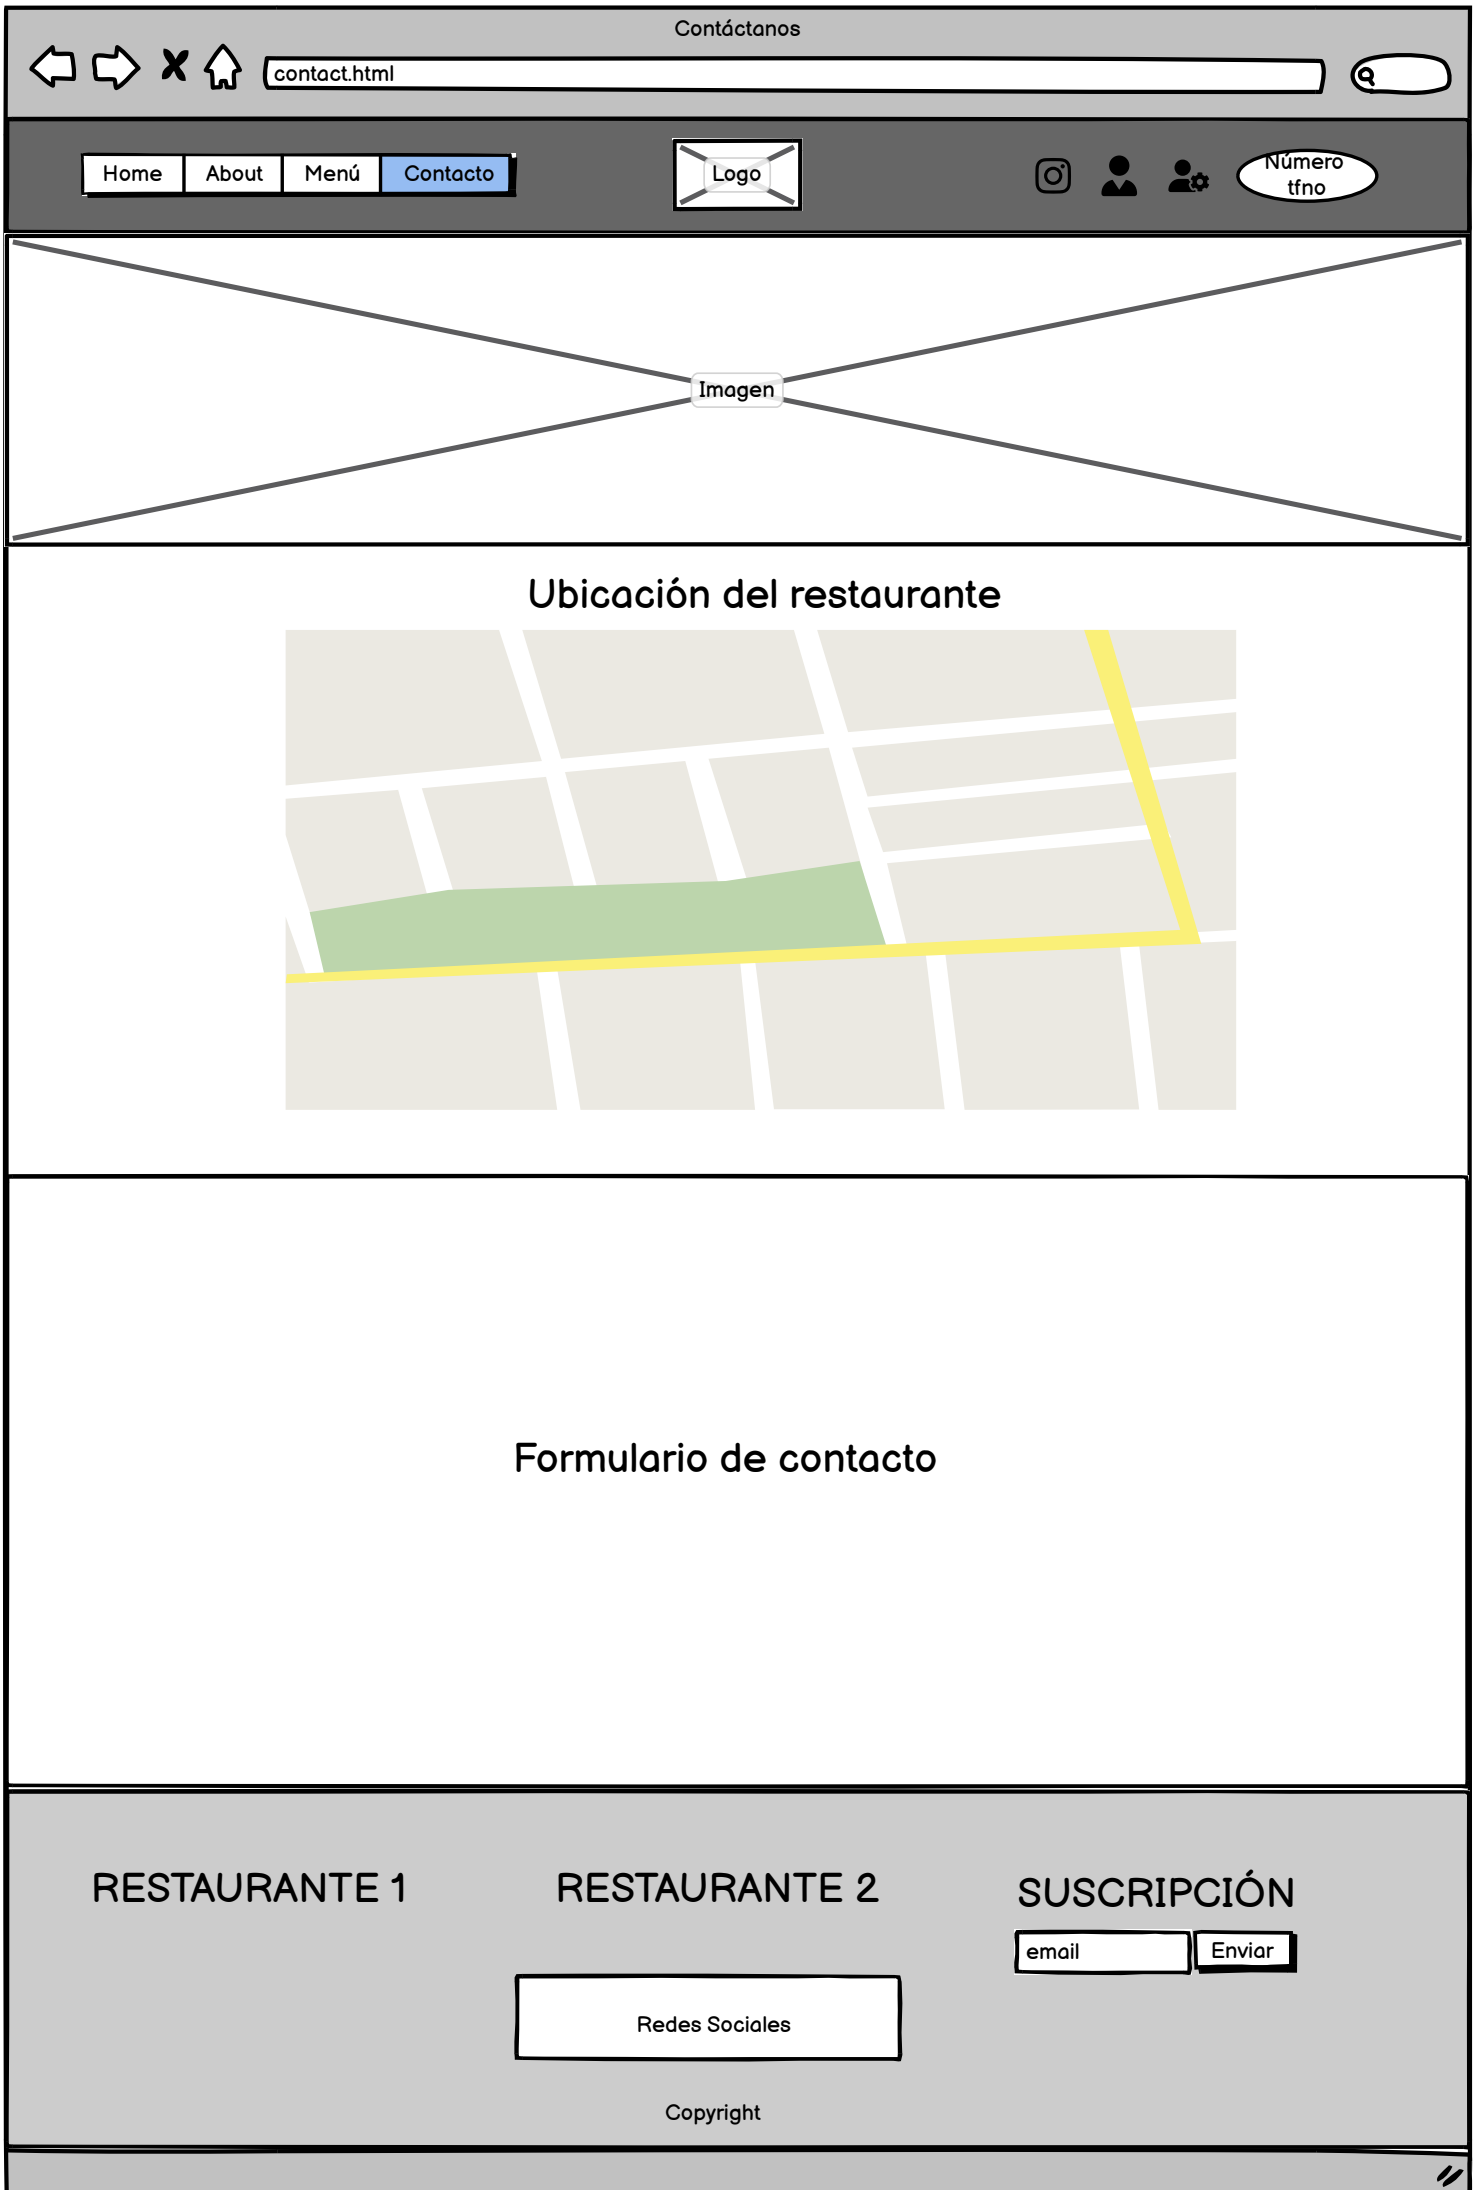 Contáctanos
contact.html
Home About Menú Contacto
Logo
Número
tfno
Imagen
Ubicación del restaurante
Formulario de contacto
RESTAURANTE 1
RESTAURANTE 2
SUSCRIPCIÓN
email Enviar
Redes Sociales
Copyright